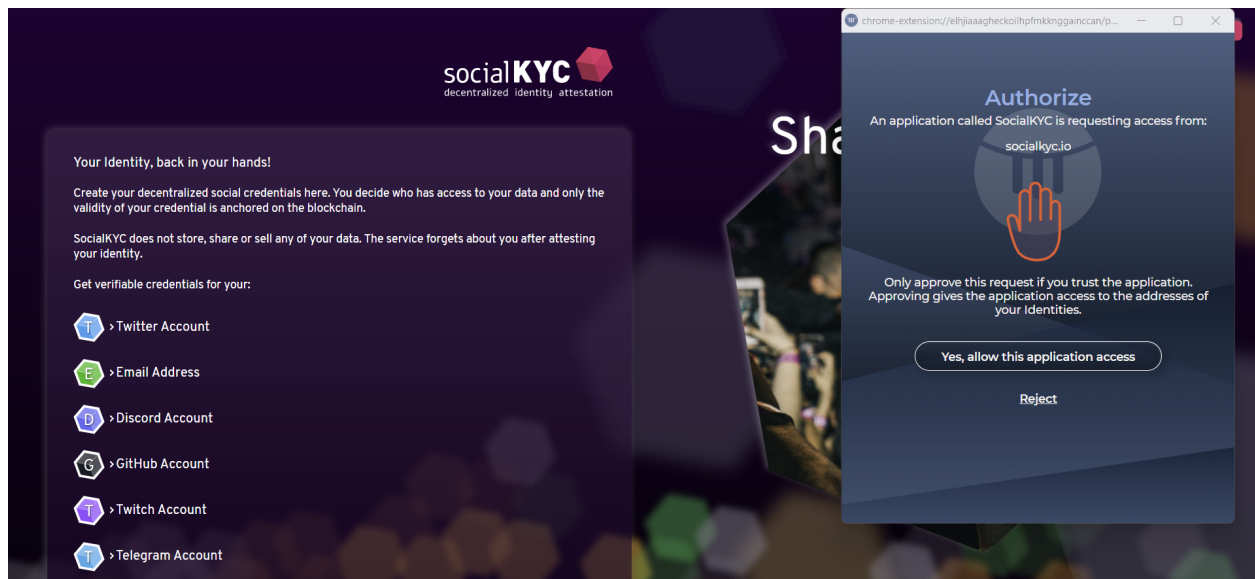 social KYC
decentralized identity attestation
Your Identity, back in your hands!
Create your decentralized social credentials here. You decide who has access to your data and only the
validity of your credential is anchored on the blockchain.
SocialKYC does not store, share or sell any of your data. The service forgets about you after attesting
your identity.
Get verifiable credentials for your:
T › Twitter Account
E › Email Address
D › Discord Account
G › GitHub Account
T › Twitch Account
T › Telegram Account
Sha
chrome-extension://elhjiaaagheckoilhpfmkknggainccan/p...
Authorize
An application called SocialKYC is requesting access from:
socialkyc.io
Only approve this request if you trust the application.
Approving gives the application access to the addresses of
your Identities.
Yes, allow this application access
Reject